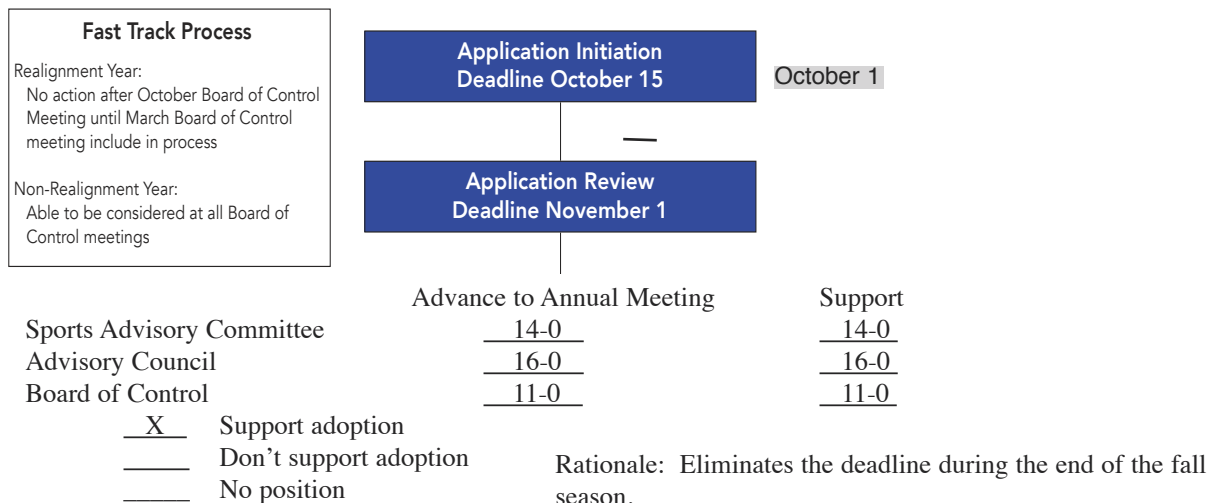 Fast Track Process
Realignment Year:
No action after October Board of Control
Meeting until March Board of Control
meeting include in process
Non-Realignment Year:
Able to be considered at all Board of
Control meetings
Application Initiation
Deadline October 15
October 1
Application Review
Deadline November 1
Advance to Annual Meeting Support
Sports Advisory Committee 14-0 14-0
Advisory Council 16-0 16-0
Board of Control 11-0 11-0
X Support adoption
Don't support adoption
No position
Rationale: Eliminates the deadline during the end of the fall
season.